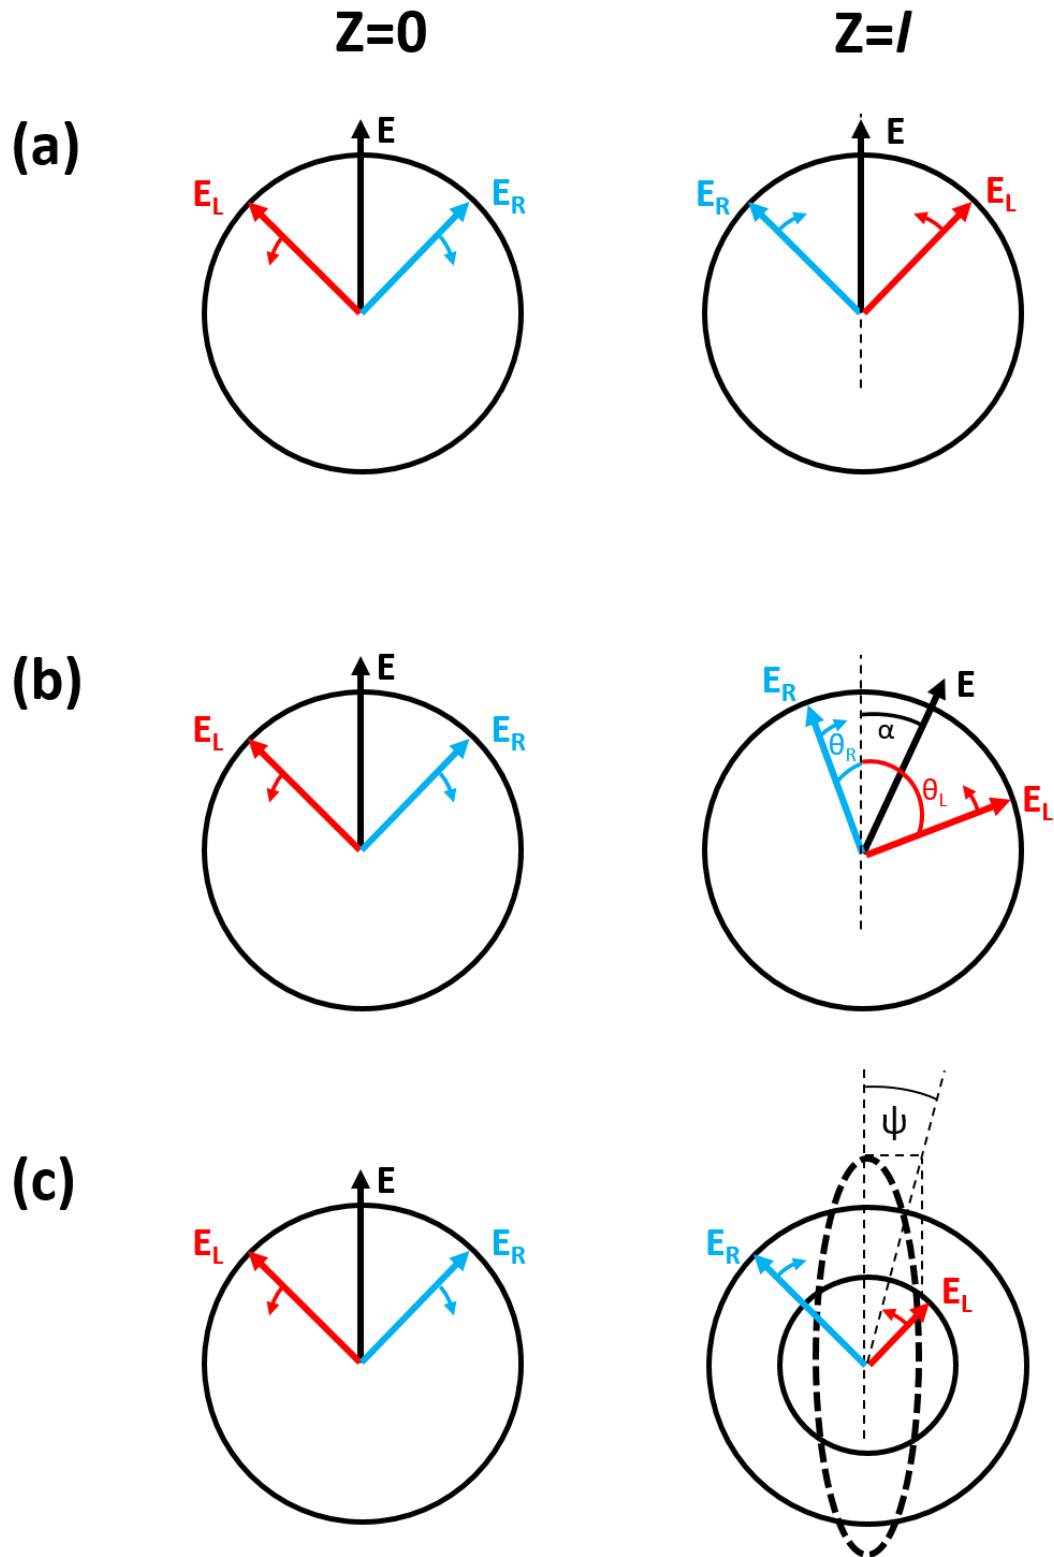 Z=0 Z=l
(a)
E E
E_L E_R E_R E_L
(b)
E E_R E
α
E_L E_R θ_R
θ_L E_L
ψ
(c)
E
E_L E_R E_R
E_L